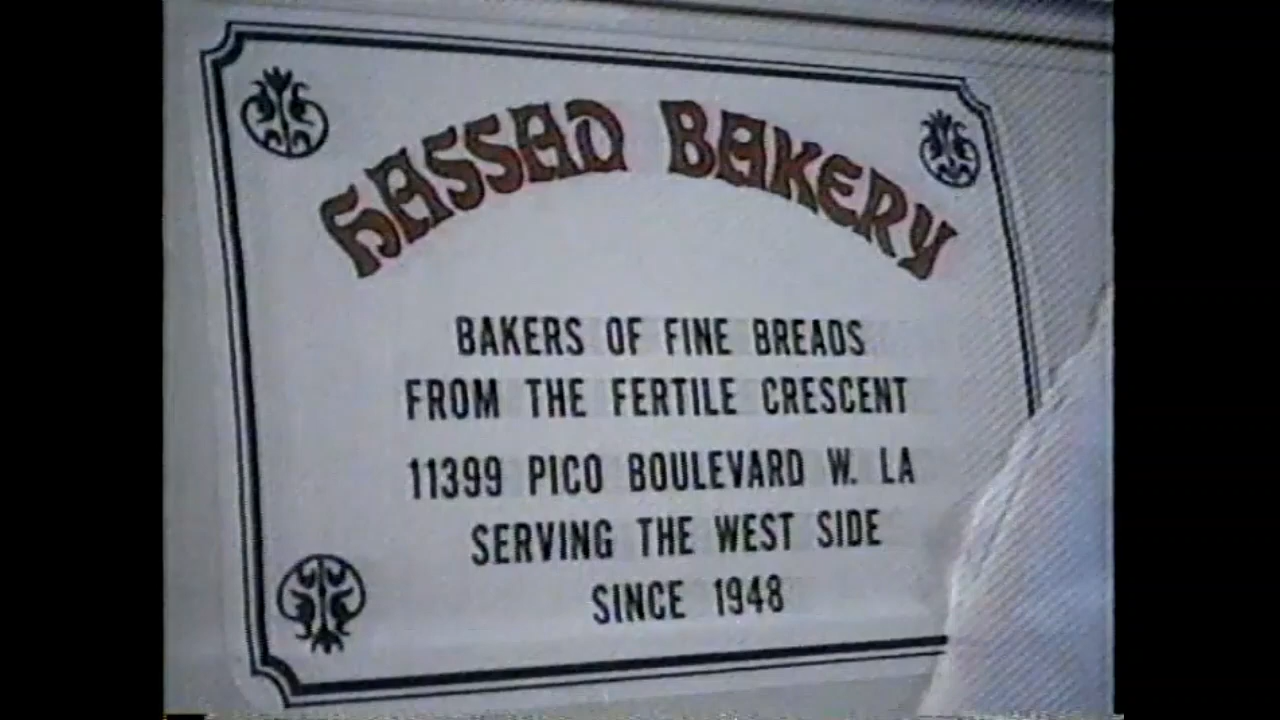 HASSAD BAKERY
BAKERS OF FINE BREADS
FROM THE FERTILE CRESCENT
11399 PICO BOULEVARD W. LA
SERVING THE WEST SIDE
SINCE 1948